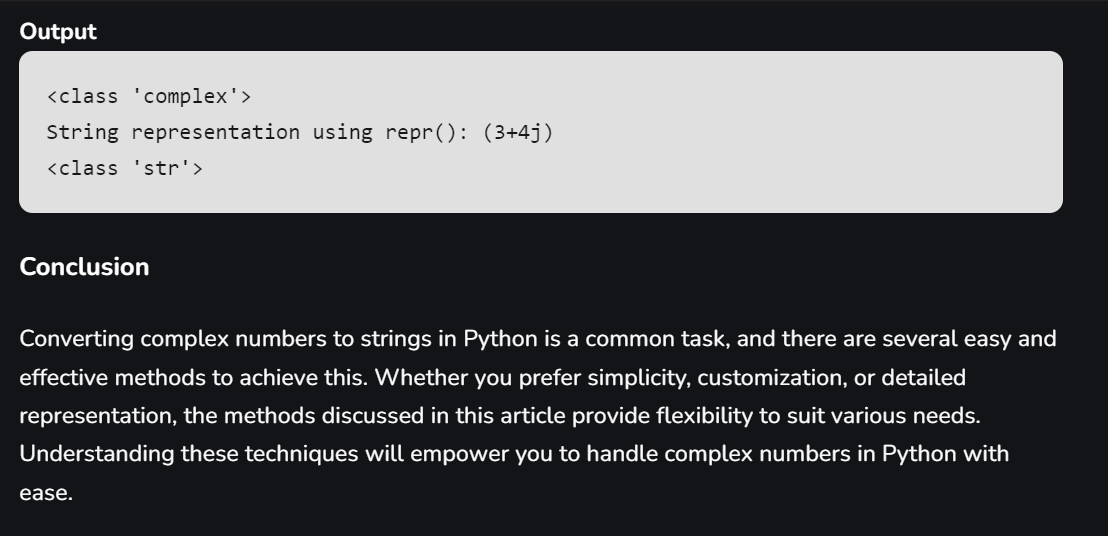 Output
<class 'complex'>
String representation using repr(): (3+4j)
<class 'str'>
Conclusion
Converting complex numbers to strings in Python is a common task, and there are several easy and
effective methods to achieve this. Whether you prefer simplicity, customization, or detailed
representation, the methods discussed in this article provide flexibility to suit various needs.
Understanding these techniques will empower you to handle complex numbers in Python with
ease.